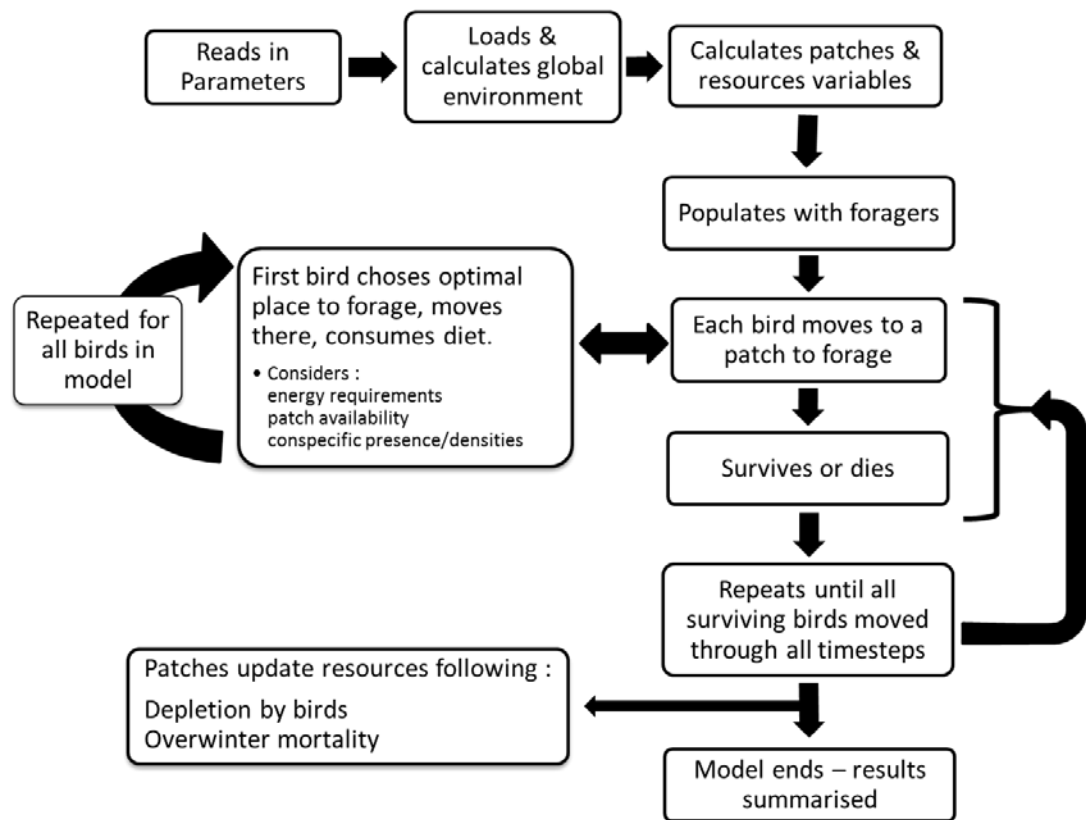 Reads in
Parameters
Loads &
calculates global
environment
Calculates patches &
resources variables
Populates with foragers
Repeated for
all birds in
model
First bird choses optimal
place to forage, moves
there, consumes diet.
• Considers :
energy requirements
patch availability
conspecific presence/densities
Each bird moves to a
patch to forage
Survives or dies
Repeats until all
surviving birds moved
through all timesteps
Patches update resources following :
Depletion by birds
Overwinter mortality
Model ends – results
summarised